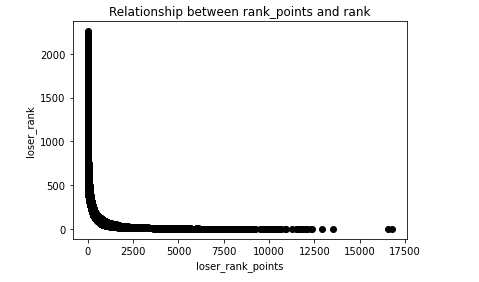 Relationship between rank_points and rank
2000
1500
1000
500
0
loser_rank
0 2500 5000 7500 10000 12500 15000 17500
loser_rank_points